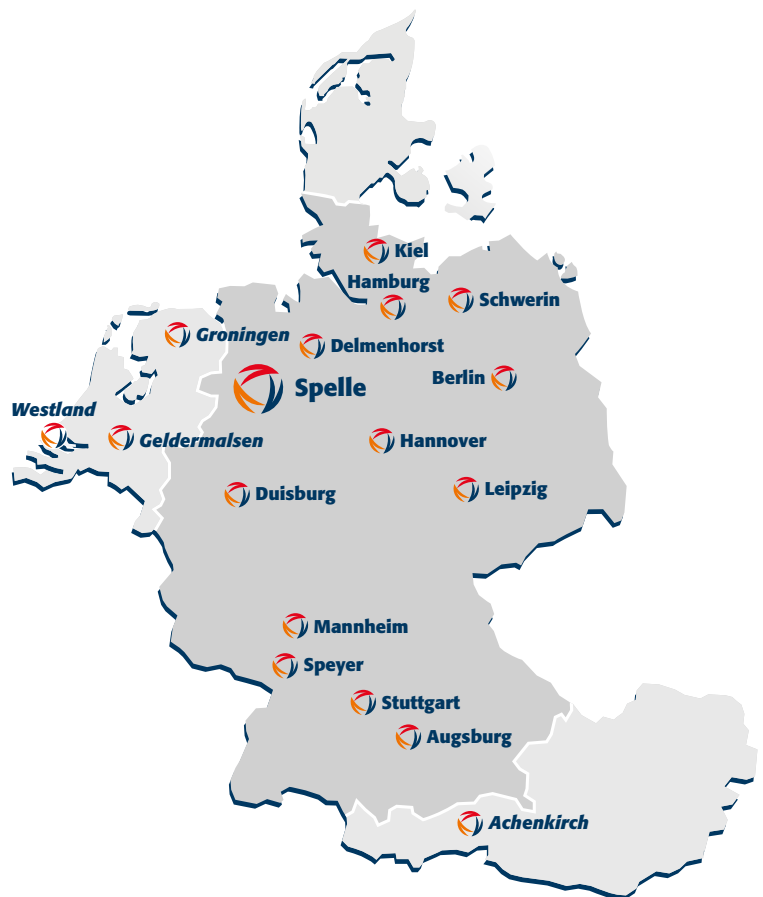 Kiel
Hamburg
Schwerin
Groningen
Delmenhorst
Berlin
Spelle
Westland
Geldermalsen
Hannover
Duisburg
Leipzig
Mannheim
Speyer
Stuttgart
Augsburg
Achenkirch